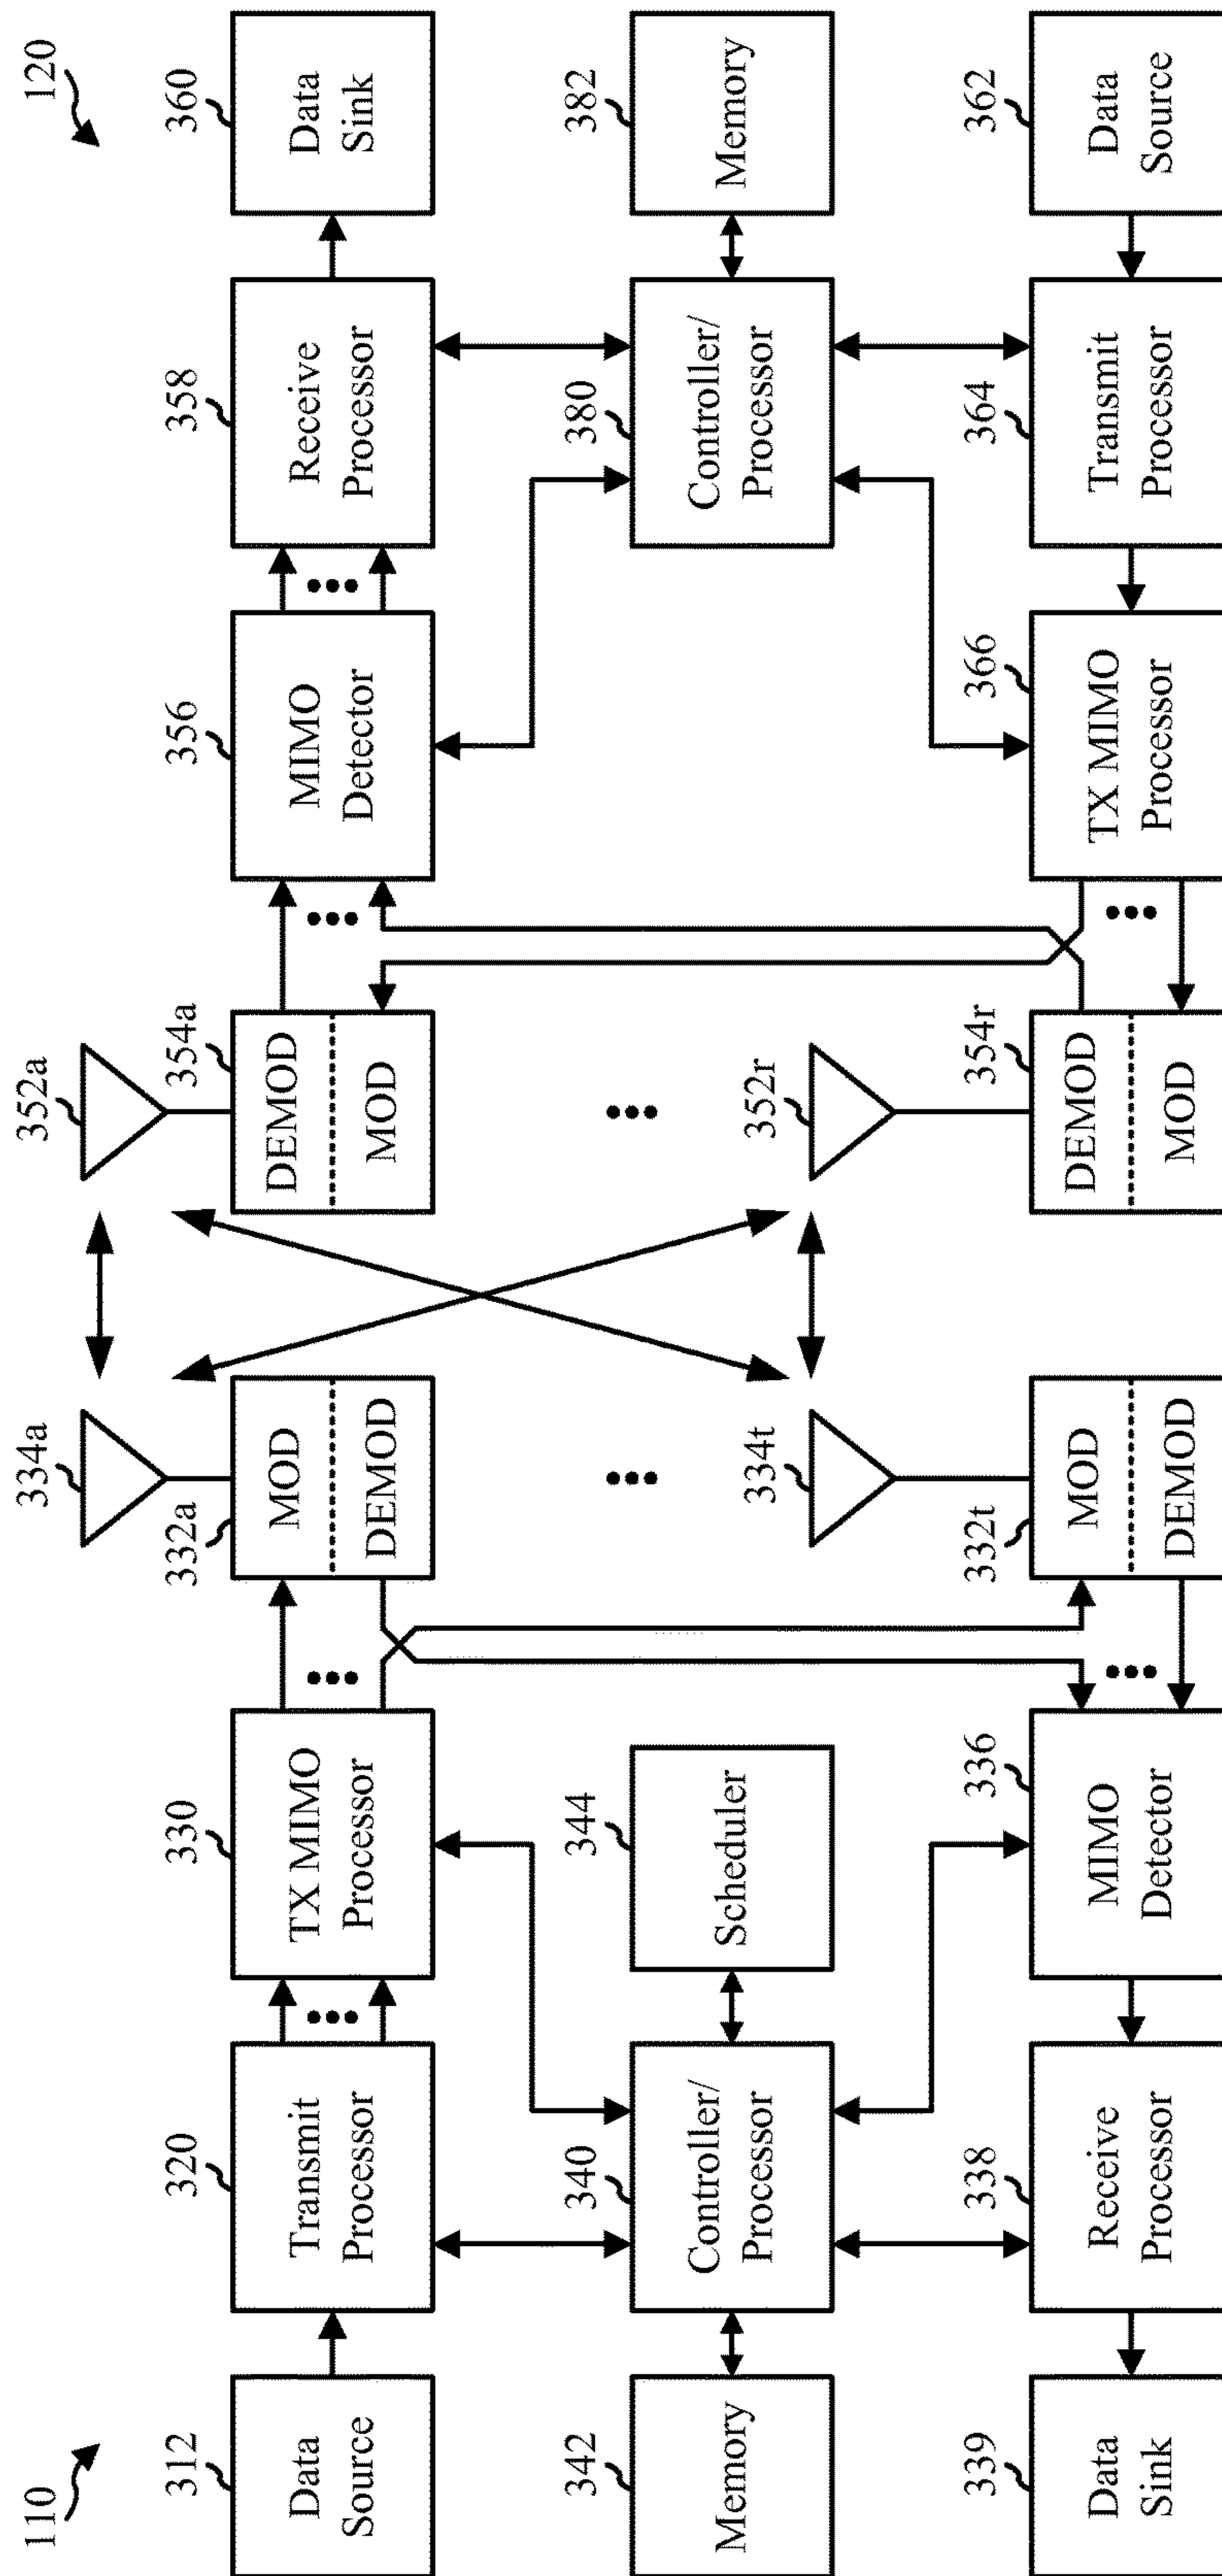 110
312
Data
Source
320
Transmit
Processor
330
TX MIMO
Processor
332a
MOD
DEMOD
334a
342
Memory
340
Controller/
Processor
344
Scheduler
339
Data
Sink
338
Receive
Processor
336
MIMO
Detector
332t
MOD
DEMOD
334t
120
352a
354a
DEMOD
MOD
356
MIMO
Detector
358
Receive
Processor
360
Data
Sink
380
Controller/
Processor
382
Memory
352r
354r
DEMOD
MOD
366
TX MIMO
Processor
364
Transmit
Processor
362
Data
Source